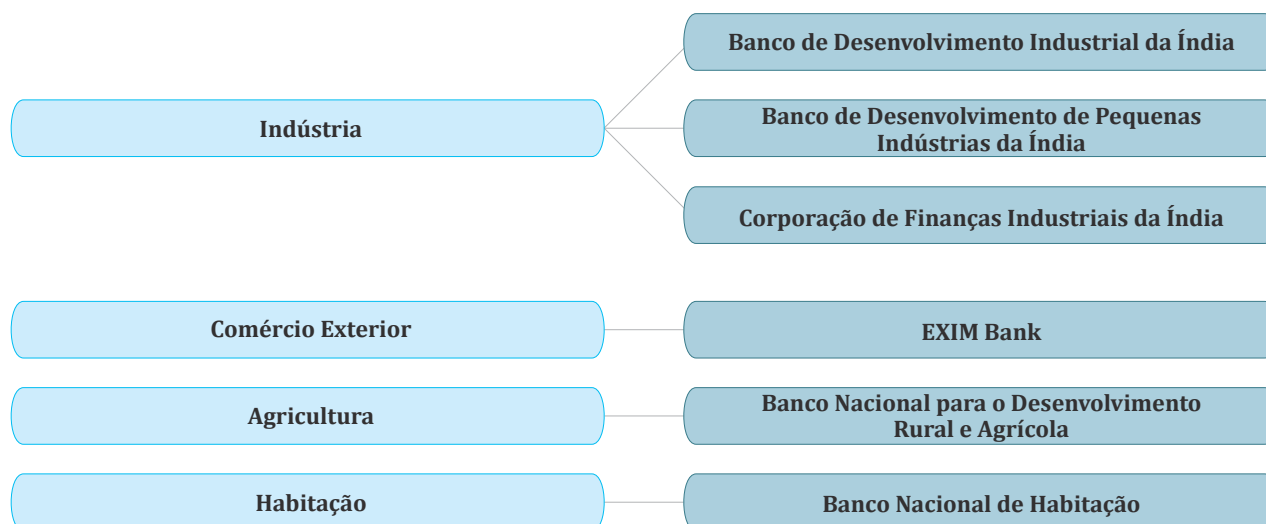 Indústria
Banco de Desenvolvimento Industrial da Índia
Banco de Desenvolvimento de Pequenas
Indústrias da Índia
Corporação de Finanças Industriais da Índia
Comércio Exterior
EXIM Bank
Agricultura
Banco Nacional para o Desenvolvimento
Rural e Agrícola
Habitação
Banco Nacional de Habitação